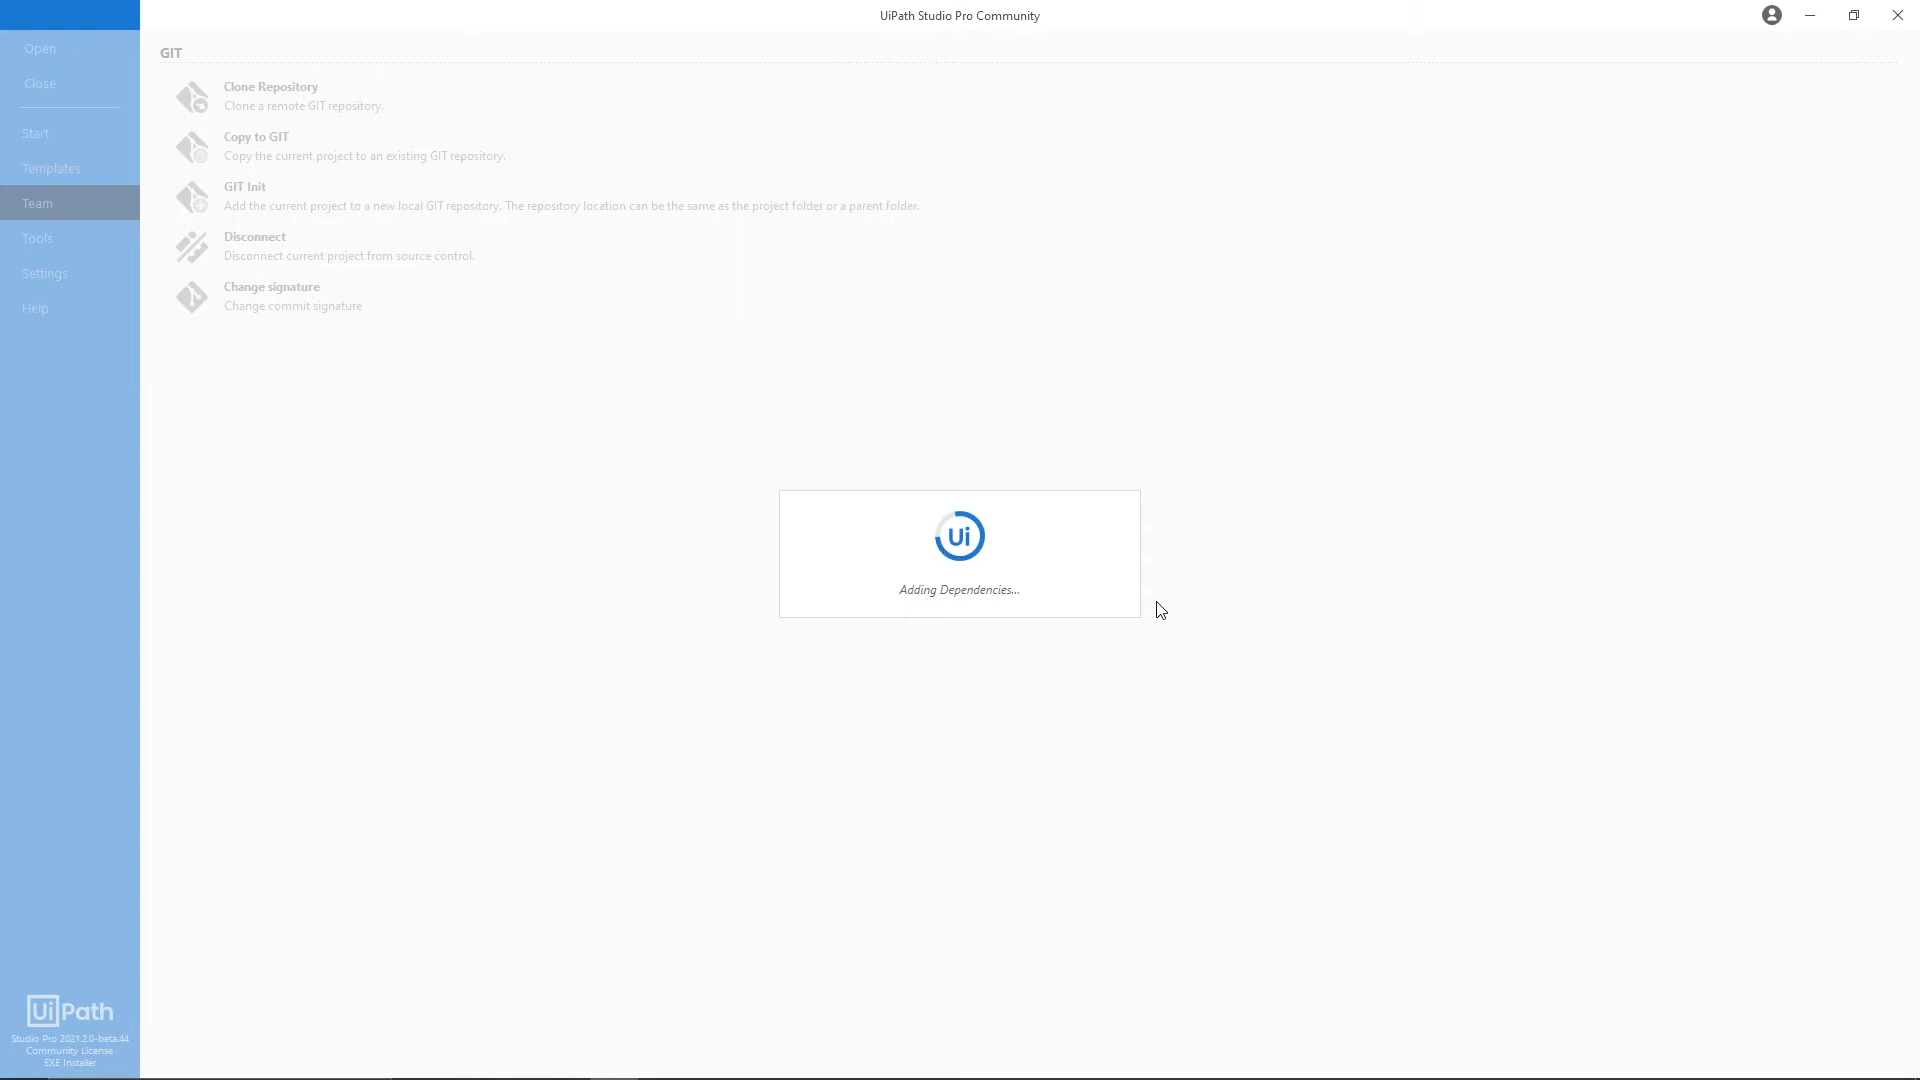 UiPath Studio Pro Community
Open
Close
Start
Templates
Team
Tools
Settings
Help
GIT
Clone Repository
Clone a remote GIT repository.
Copy to GIT
Copy the current project to an existing GIT repository.
GIT Init
Add the current project to a new local GIT repository. The repository location can be the same as the project folder or a parent folder.
Disconnect
Disconnect current project from source control.
Change signature
Change commit signature
Ui
Adding Dependencies...
Ui Path
Studio Pro 2021.2.0-beta.44
Community License
EXE Installer